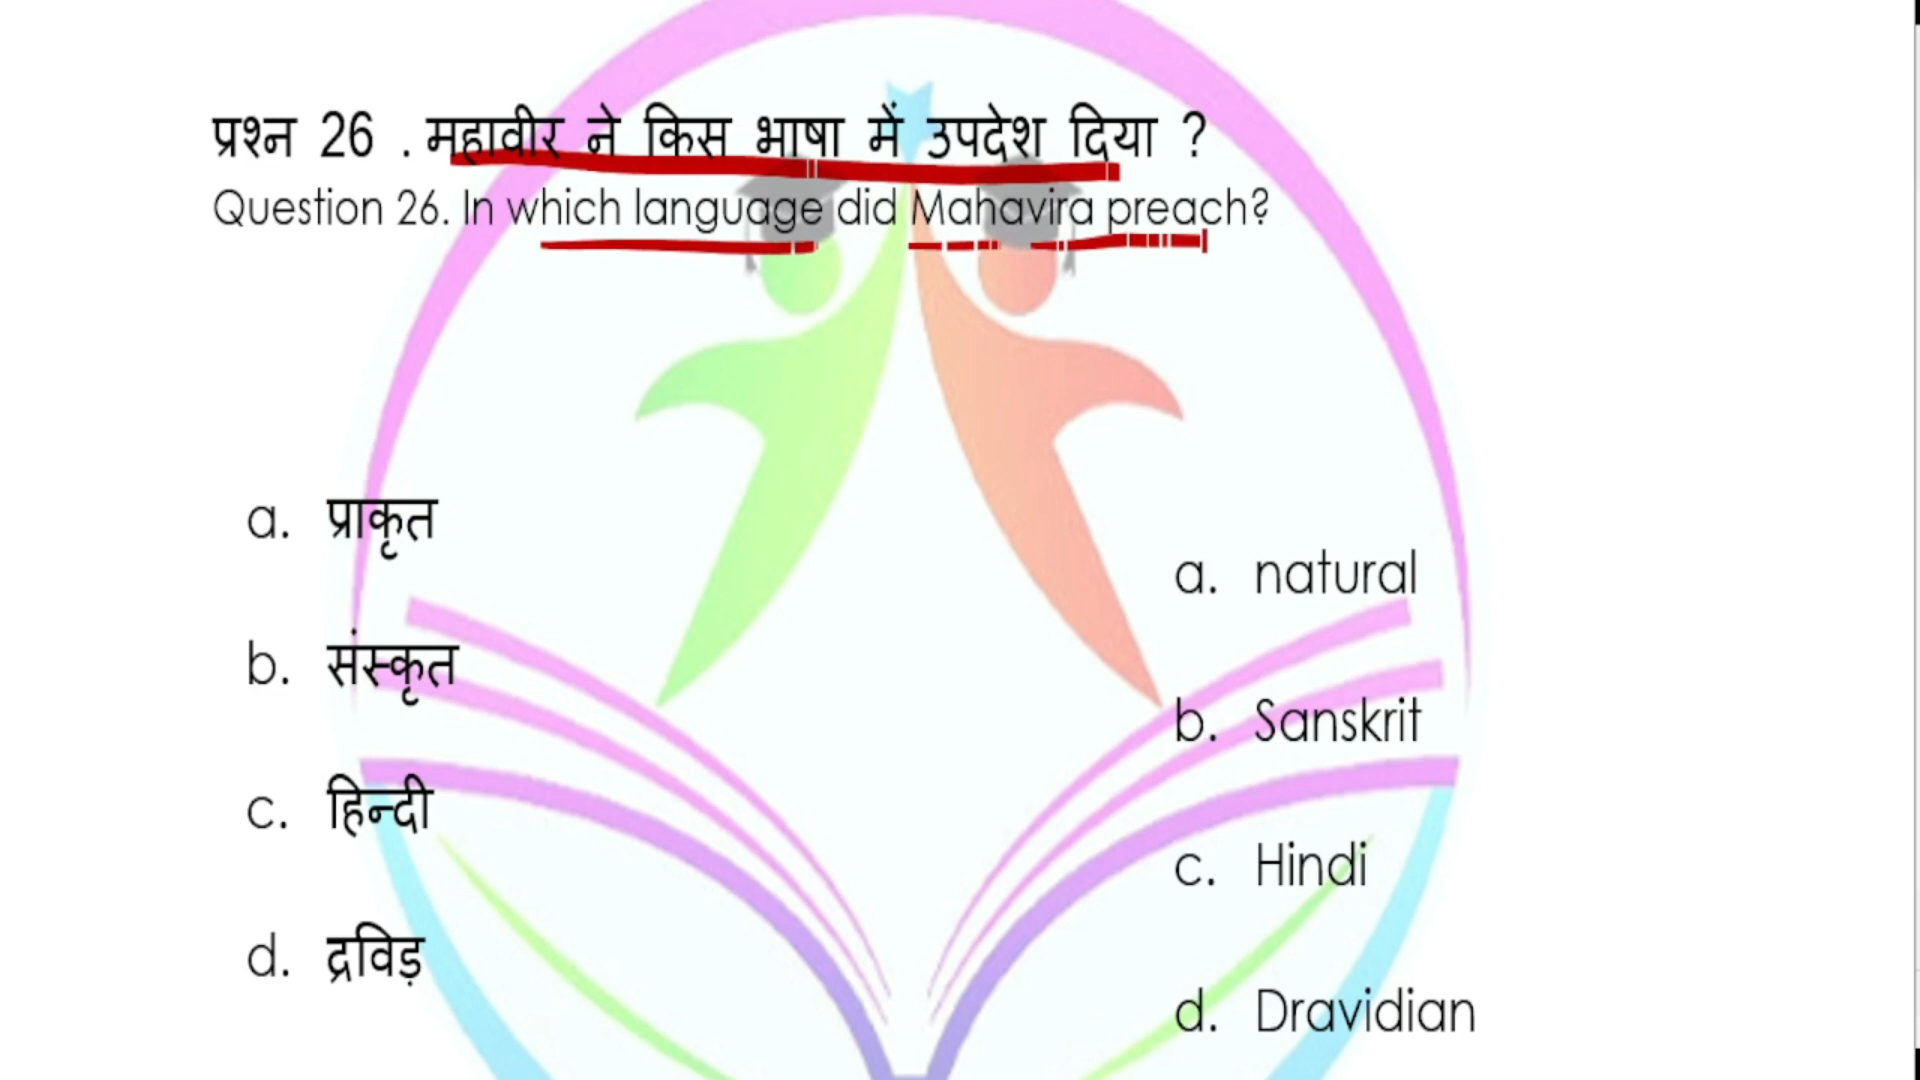 प्रश्न 26 . महावीर ने किस भाषा में उपदेश दिया ?
Question 26. In which language did Mahavira preach?
a. प्राकृत
b. संस्कृत
c. हिन्दी
d. द्रविड़
a. natural
b. Sanskrit
c. Hindi
d. Dravidian